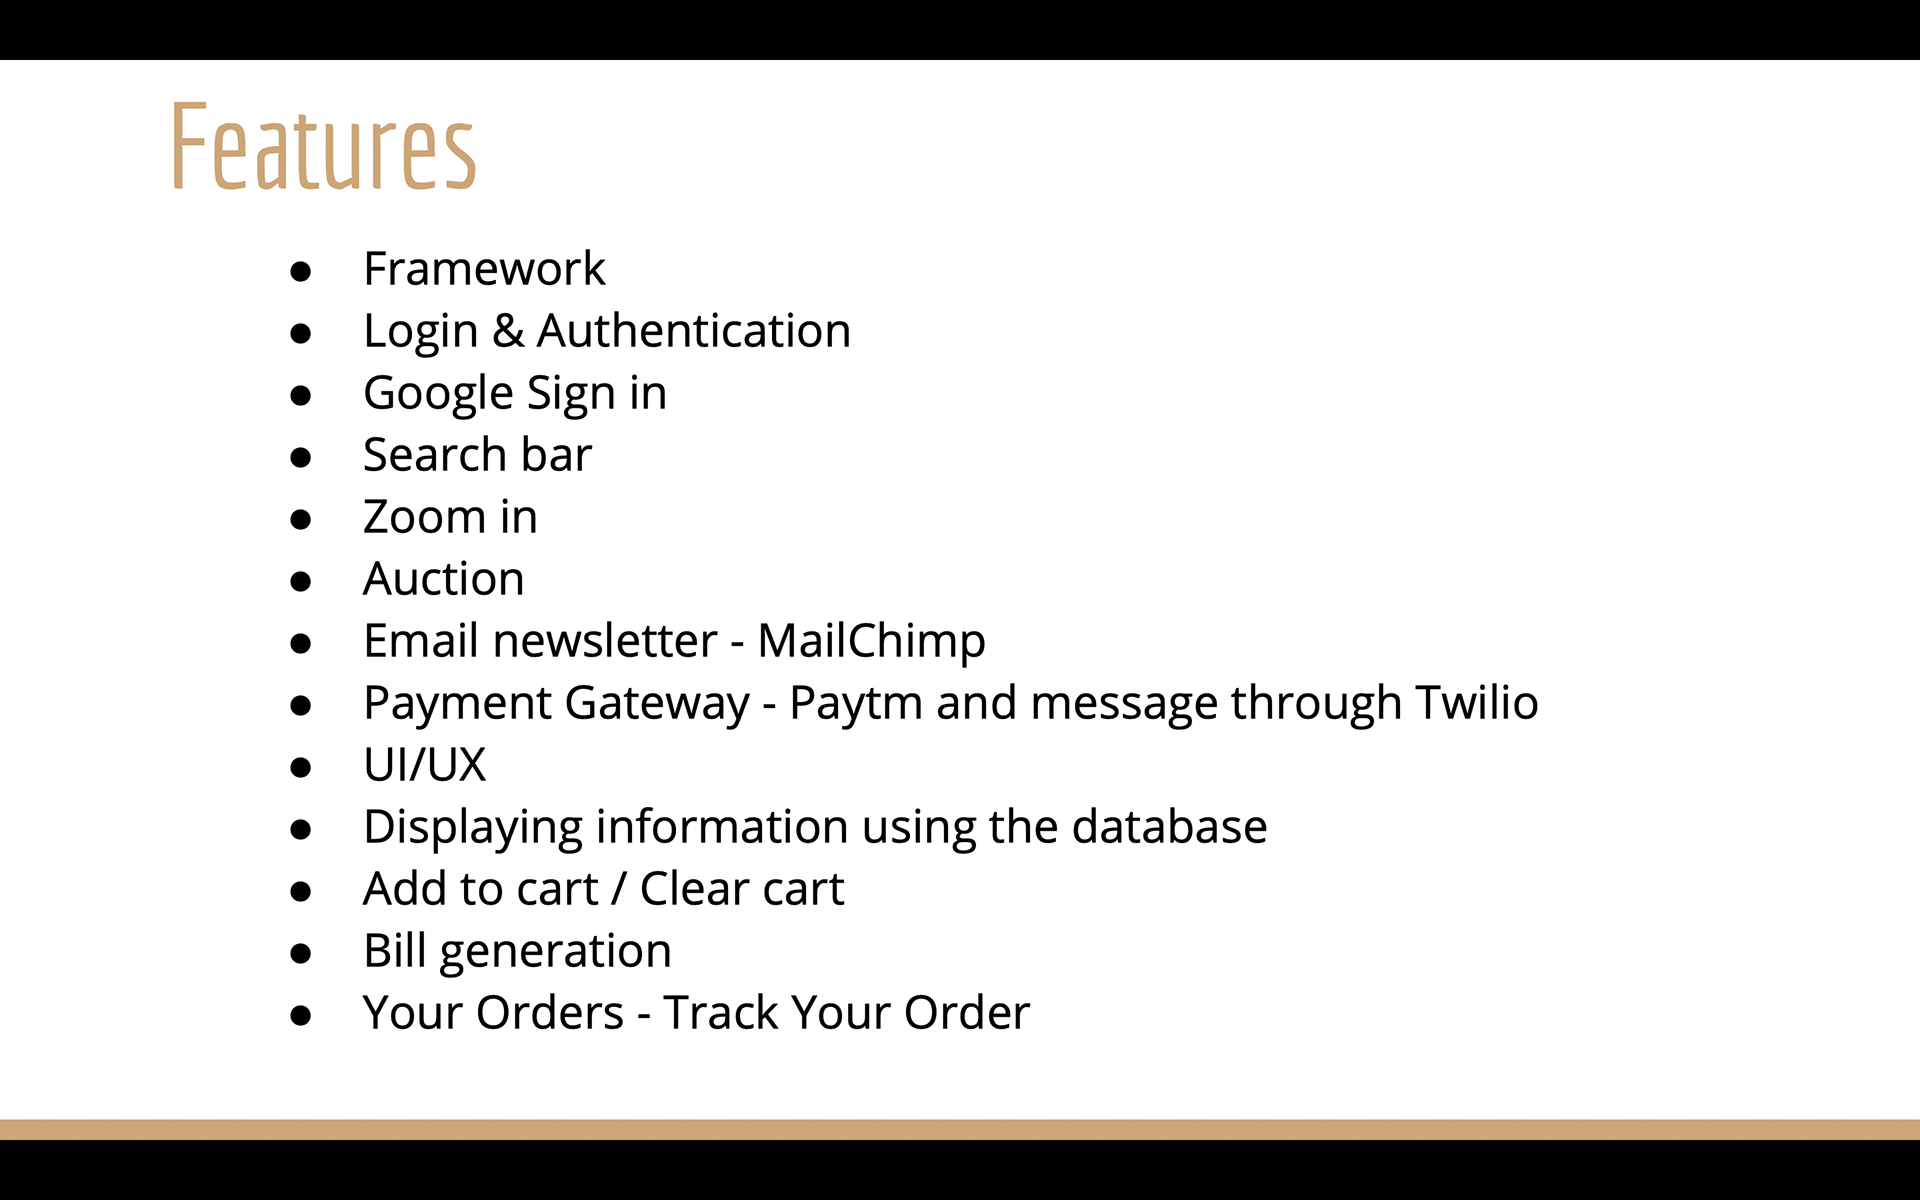 Features
● Framework
● Login & Authentication
● Google Sign in
● Search bar
● Zoom in
● Auction
● Email newsletter - MailChimp
● Payment Gateway - Paytm and message through Twilio
● UI/UX
● Displaying information using the database
● Add to cart / Clear cart
● Bill generation
● Your Orders - Track Your Order